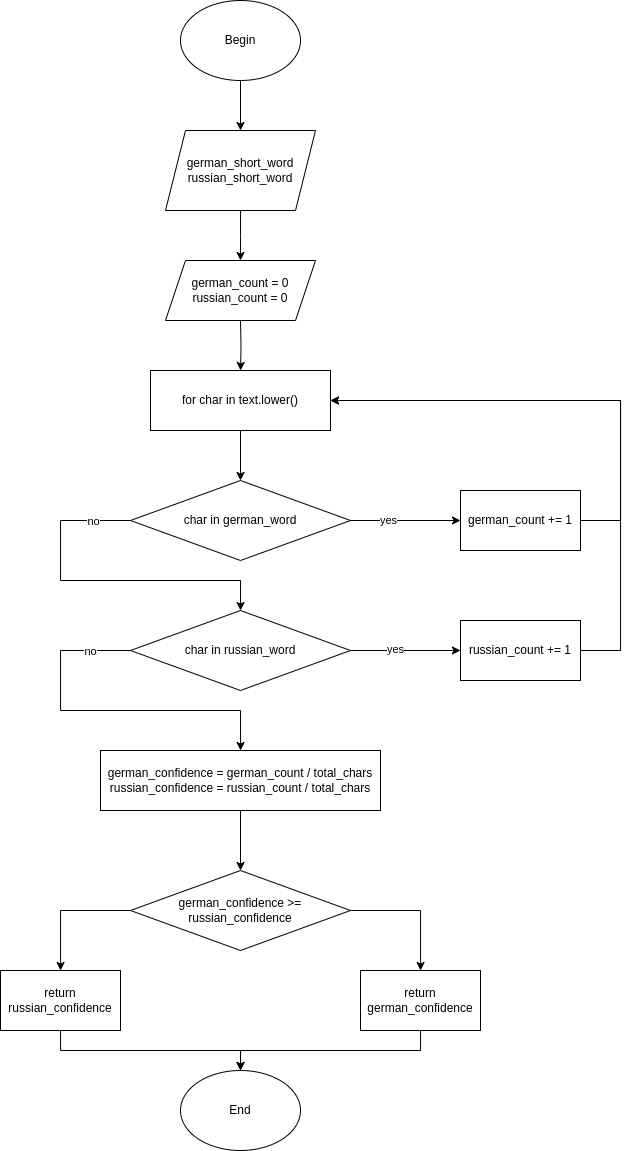 Begin
german_short_word
russian_short_word
german_count = 0
russian_count = 0
for char in text.lower()
no
char in german_word
yes
german_count += 1
no
char in russian_word
yes
russian_count += 1
german_confidence = german_count / total_chars
russian_confidence = russian_count / total_chars
german_confidence >=
russian_confidence
return
russian_confidence
return
german_confidence
End